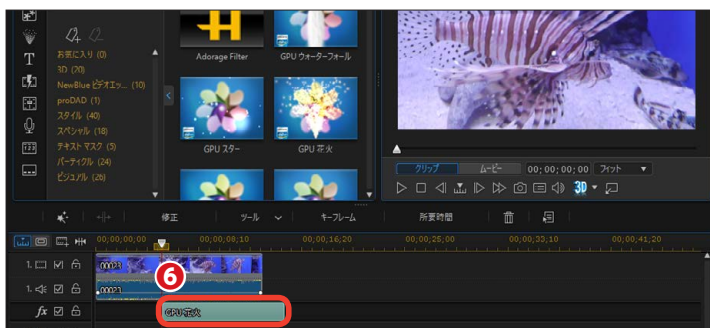 お気に入り (0)
3D (20)
NewBlue ビデオエッ... (10)
proDAD (1)
スタイル (40)
スペシャル (18)
テキスト マスク (5)
パーティクル (24)
ビジュアル (26)
Adorage Filter
GPU ウォーターフォール
GPU スター
GPU 花火
クリップ
ムービー
00;00;00;00
フィット
3D
修正
ツール
キーフレーム
所要時間
00;00;00;00
00;00;08;10
00;00;16;20
00;00;25;00
00;00;33;10
00;00;41;20
1.
00023
1.
00023
6
fx
GPU 花火